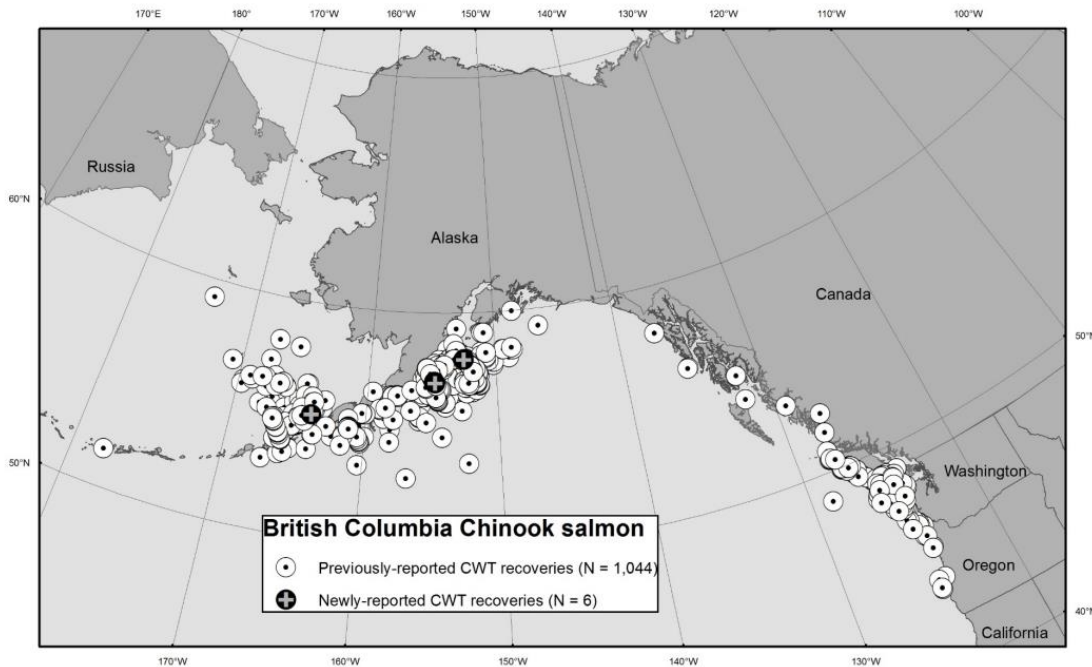 170°E 180° 170°W 160°W 150°W 140°W 130°W 120°W 110°W 100°W
Russia
60°N
Alaska
Canada
50°N
50°N
Washington
British Columbia Chinook salmon
Previously-reported CWT recoveries (N = 1,044)
Oregon
Newly-reported CWT recoveries (N = 6)
40°N
California
170°W 160°W 150°W 140°W 130°W